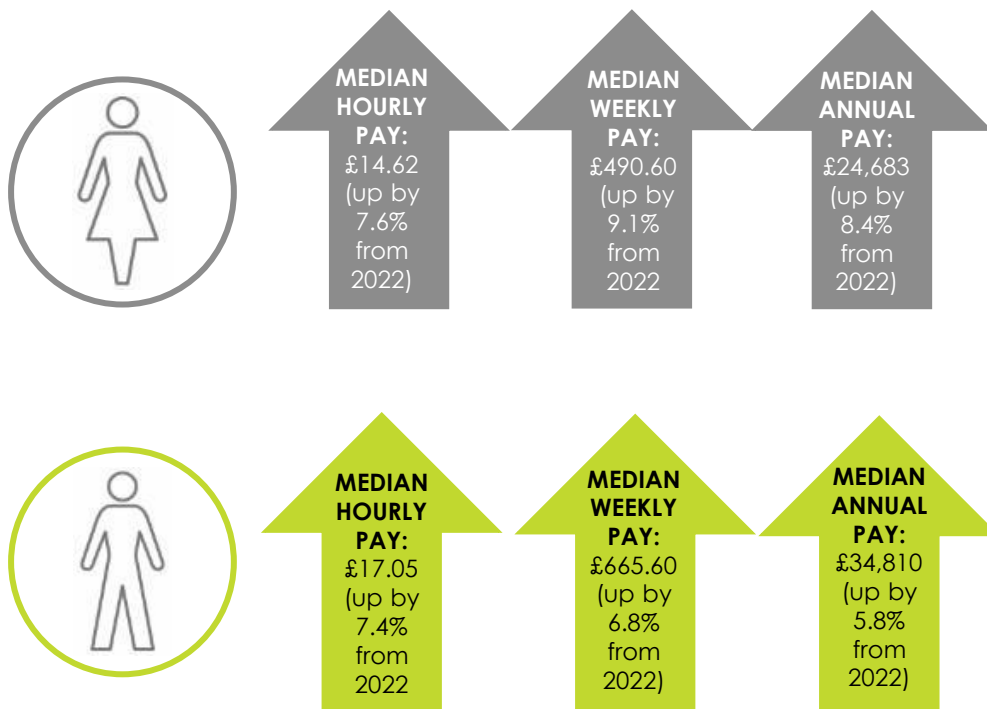 MEDIAN
HOURLY
PAY:
£14.62
(up by
7.6%
from
2022)
MEDIAN
WEEKLY
PAY:
£490.60
(up by
9.1%
from
2022
MEDIAN
ANNUAL
PAY:
£24,683
(up by
8.4%
from
2022)
MEDIAN
HOURLY
PAY:
£17.05
(up by
7.4%
from
2022
MEDIAN
WEEKLY
PAY:
£665.60
(up by
6.8%
from
2022)
MEDIAN
ANNUAL
PAY:
£34,810
(up by
5.8%
from
2022)